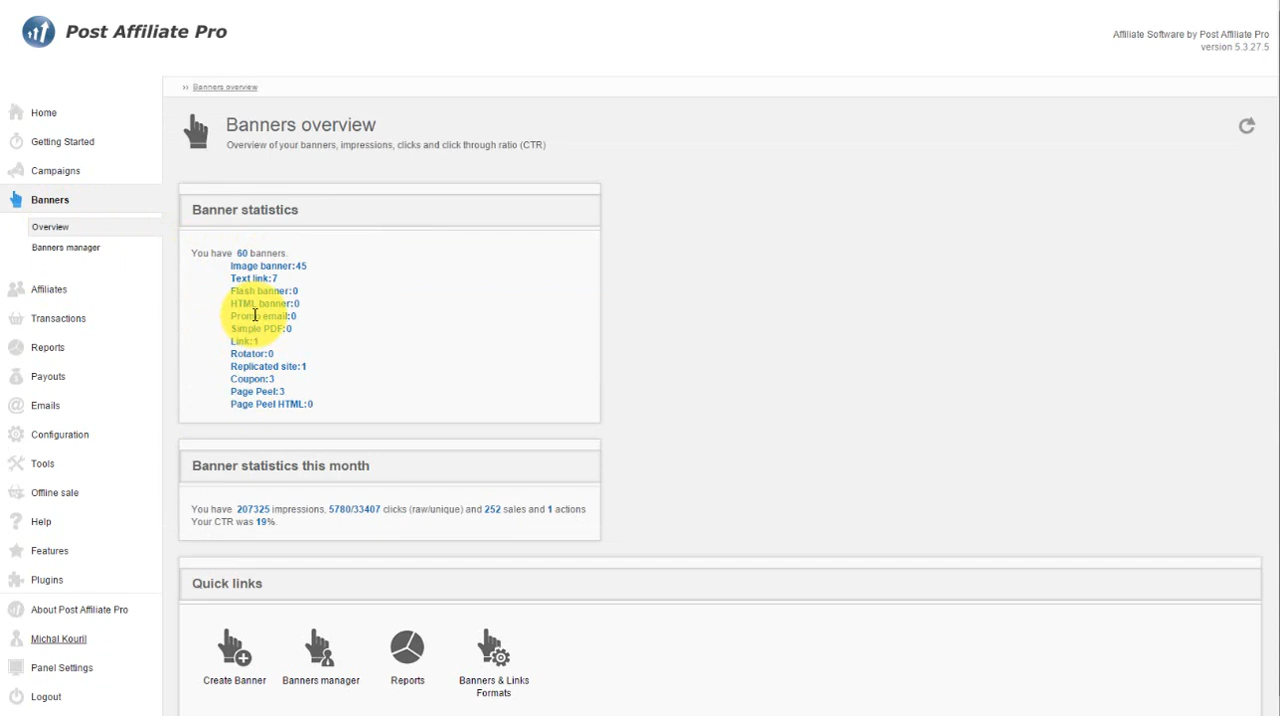 Post Affiliate Pro
Affiliate Software by Post Affiliate Pro
version 5.3.27.5
›› Banners overview
Home
Getting Started
Campaigns
Banners
Overview
Banners manager
Affiliates
Transactions
Reports
Payouts
Emails
Configuration
Tools
Offline sale
Help
Features
Plugins
About Post Affiliate Pro
Michal Kouril
Panel Settings
Logout
Banners overview
Overview of your banners, impressions, clicks and click through ratio (CTR)
Banner statistics
You have 60 banners.
Image banner:45
Text link:7
Flash banner:0
HTML banner:0
Promo email:0
Simple PDF:0
Link:1
Rotator:0
Replicated site:1
Coupon:3
Page Peel:3
Page Peel HTML:0
Banner statistics this month
You have 207325 impressions, 5780/33407 clicks (raw/unique) and 252 sales and 1 actions
Your CTR was 19%.
Quick links
Create Banner
Banners manager
Reports
Banners & Links
Formats